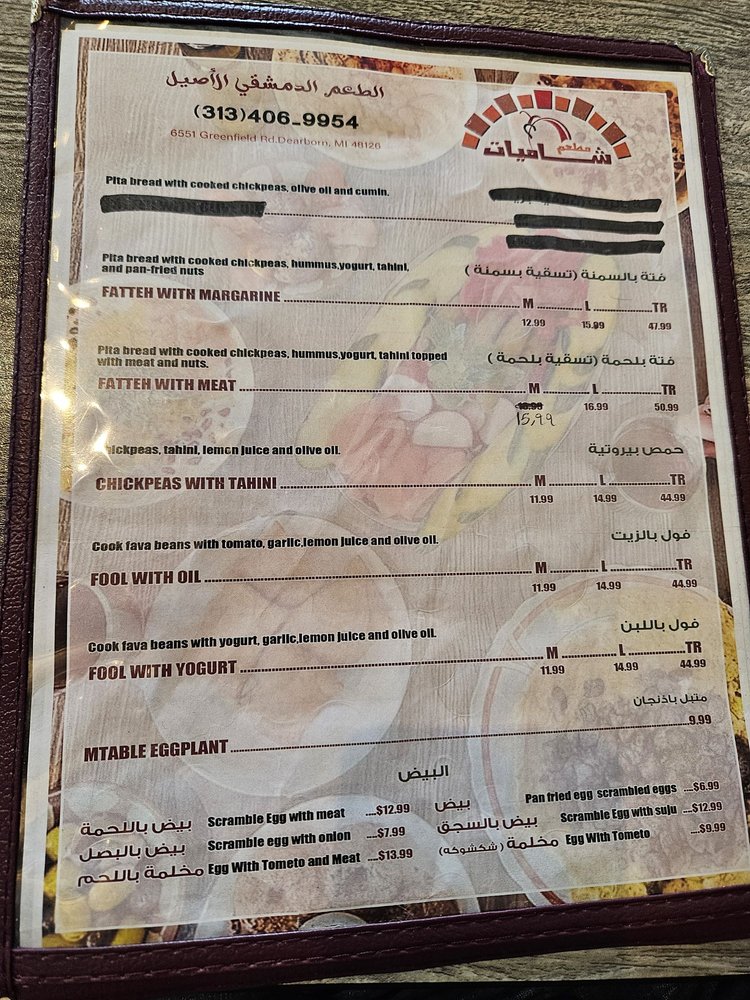 الطعم الدمشقي الأصيل
(313)406-9954
6551 Greenfield Rd.Dearborn, MI 48126
مطعم
شاميات
Pita bread with cooked chickpeas, olive oil and cumin.
Pita bread with cooked chickpeas, hummus,yogurt, tahini,
and pan-fried nuts
فتة بالسمنة (تسقية بسمنة)
FATTEH WITH MARGARINE M L TR
12.99 15.99 47.99
Pita bread with cooked chickpeas, hummus,yogurt, tahini topped
with meat and nuts.
فتة بلحمة (تسقية بلحمة)
FATTEH WITH MEAT M L TR
16.99 50.99
15,99
chickpeas, tahini, lemon juice and olive oil.
حمص بيروتية
CHICKPEAS WITH TAHINI M L TR
11.99 14.99 44.99
Cook fava beans with tomato, garlic,lemon juice and olive oil.
فول بالزيت
FOOL WITH OIL M L TR
11.99 14.99 44.99
Cook fava beans with yogurt, garlic,lemon juice and olive oil.
فول باللبن
FOOL WITH YOGURT M L TR
11.99 14.99 44.99
متبل باذنجان
MTABLE EGGPLANT 9.99
البيض
بيض باللحمة Scramble Egg with meat ....$12.99
بيض بالبصل Scramble egg with onion ....$7.99
مخلمة باللحم Egg With Tometo and Meat ....$13.99
بيض Pan fried egg scrambled eggs ....$6.99
بيض بالسجق Scramble Egg with suju ....$12.99
مخلمة (شكشوكه) Egg With Tometo ....$9.99